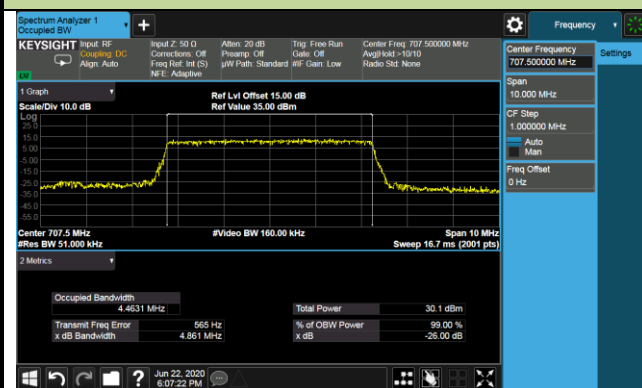 Spectrum Analyzer 1
Occupied BW
+
Frequency
KEYSIGHT
Input: RF
Coupling: DC
Align: Auto
Input Z: 50 Ω
Corrections: Off
Freq Ref: Int (S)
NFE: Adaptive
Atten: 20 dB
Preamp: Off
µW Path: Standard
Trig: Free Run
Gate: Off
#IF Gain: Low
Center Freq: 707.500000 MHz
Avg|Hold:>10/10
Radio Std: None
Center Frequency
707.500000 MHz
Settings
Span
10.000 MHz
CF Step
1.000000 MHz
Auto
Man
Freq Offset
0 Hz
1 Graph
Scale/Div 10.0 dB
Ref Lvl Offset 15.00 dB
Ref Value 35.00 dBm
Log
25.0
15.0
5.00
-5.00
-15.0
-25.0
-35.0
-45.0
-55.0
Center 707.5 MHz
#Res BW 51.000 kHz
#Video BW 160.00 kHz
Span 10 MHz
Sweep 16.7 ms (2001 pts)
2 Metrics
Occupied Bandwidth
4.4631 MHz
Total Power 30.1 dBm
Transmit Freq Error 565 Hz
% of OBW Power 99.00 %
x dB Bandwidth 4.861 MHz
x dB -26.00 dB
?
Jun 22, 2020
6:07:22 PM